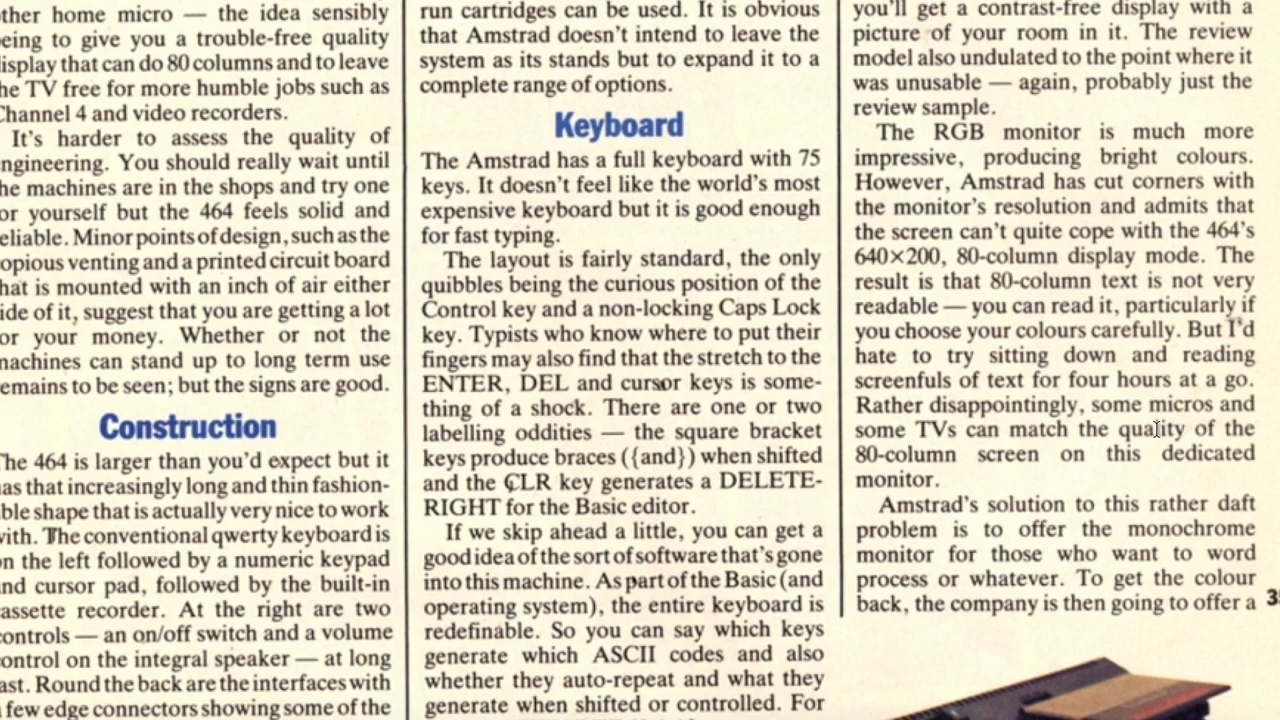 other home micro — the idea sensibly
being to give you a trouble-free quality
display that can do 80 columns and to leave
the TV free for more humble jobs such as
Channel 4 and video recorders.
It's harder to assess the quality of
engineering. You should really wait until
the machines are in the shops and try one
for yourself but the 464 feels solid and
reliable. Minor points of design, such as the
copious venting and a printed circuit board
that is mounted with an inch of air either
side of it, suggest that you are getting a lot
for your money. Whether or not the
machines can stand up to long term use
remains to be seen; but the signs are good.
Construction
The 464 is larger than you'd expect but it
has that increasingly long and thin fashion-
able shape that is actually very nice to work
with. The conventional qwerty keyboard is
on the left followed by a numeric keypad
and cursor pad, followed by the built-in
cassette recorder. At the right are two
controls — an on/off switch and a volume
control on the integral speaker — at long
last. Round the back are the interfaces with
a few edge connectors showing some of the
run cartridges can be used. It is obvious
that Amstrad doesn't intend to leave the
system as its stands but to expand it to a
complete range of options.
Keyboard
The Amstrad has a full keyboard with 75
keys. It doesn't feel like the world's most
expensive keyboard but it is good enough
for fast typing.
The layout is fairly standard, the only
quibbles being the curious position of the
Control key and a non-locking Caps Lock
key. Typists who know where to put their
fingers may also find that the stretch to the
ENTER, DEL and cursor keys is some-
thing of a shock. There are one or two
labelling oddities — the square bracket
keys produce braces ({and}) when shifted
and the CLR key generates a DELETE-
RIGHT for the Basic editor.
If we skip ahead a little, you can get a
good idea of the sort of software that's gone
into this machine. As part of the Basic (and
operating system), the entire keyboard is
redefinable. So you can say which keys
generate which ASCII codes and also
whether they auto-repeat and what they
generate when shifted or controlled. For
you'll get a contrast-free display with a
picture of your room in it. The review
model also undulated to the point where it
was unusable — again, probably just the
review sample.
The RGB monitor is much more
impressive, producing bright colours.
However, Amstrad has cut corners with
the monitor's resolution and admits that
the screen can't quite cope with the 464's
640×200, 80-column display mode. The
result is that 80-column text is not very
readable — you can read it, particularly if
you choose your colours carefully. But I'd
hate to try sitting down and reading
screenfuls of text for four hours at a go.
Rather disappointingly, some micros and
some TVs can match the quality of the
80-column screen on this dedicated
monitor.
Amstrad's solution to this rather daft
problem is to offer the monochrome
monitor for those who want to word
process or whatever. To get the colour
back, the company is then going to offer a